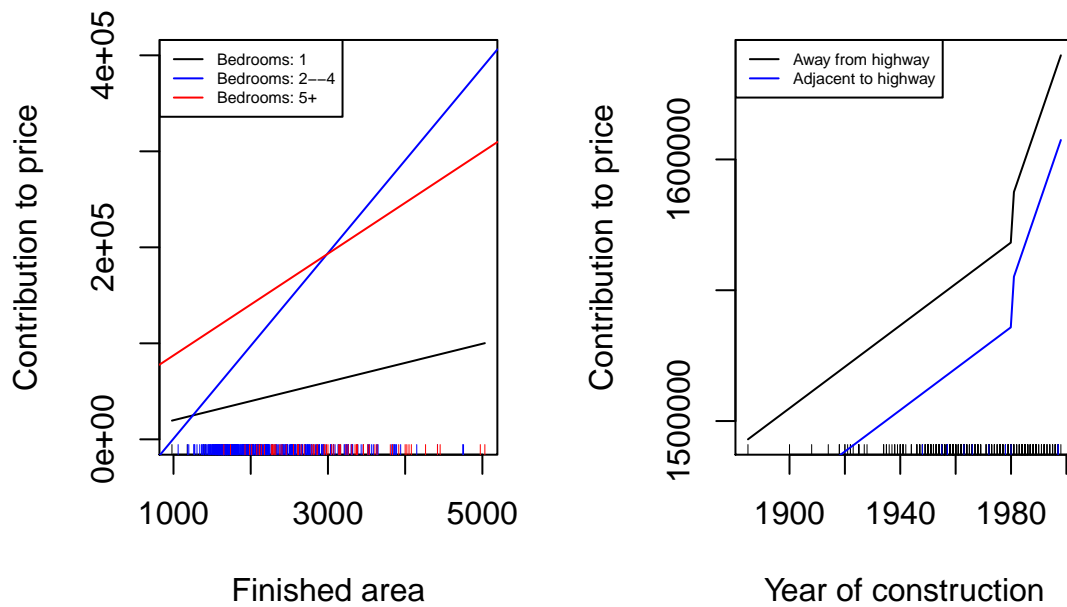 Contribution to price
0e+00
2e+05
4e+05
Bedrooms: 1
Bedrooms: 2--4
Bedrooms: 5+
1000
3000
5000
Finished area
Contribution to price
1500000
1600000
Away from highway
Adjacent to highway
1900
1940
1980
Year of construction